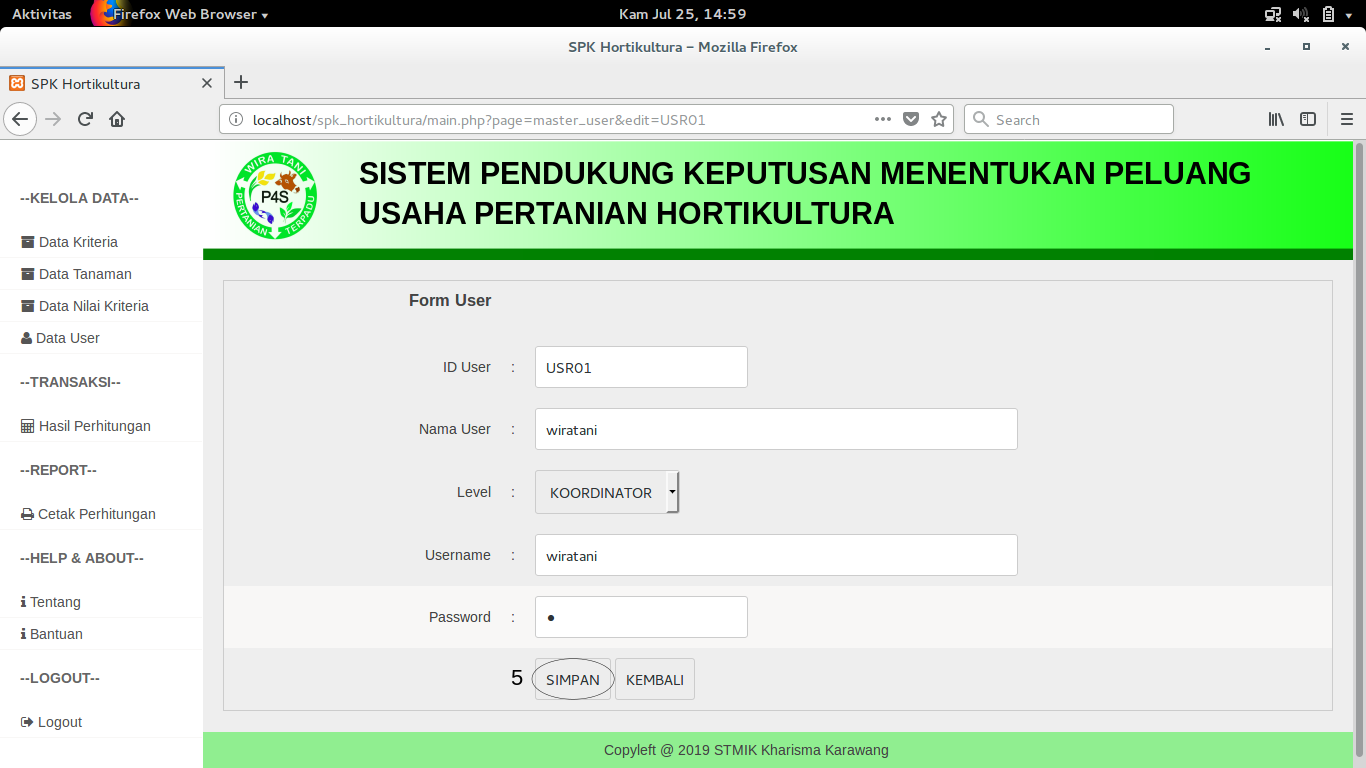 Aktivitas
Firefox Web Browser
Kam Jul 25, 14:59
SPK Hortikultura – Mozilla Firefox
SPK Hortikultura
localhost/spk_hortikultura/main.php?page=master_user&edit=USR01
Search
WIRA TANI
P4S
PERTANIAN TERPADU
SISTEM PENDUKUNG KEPUTUSAN MENENTUKAN PELUANG
USAHA PERTANIAN HORTIKULTURA
--KELOLA DATA--
Data Kriteria
Data Tanaman
Data Nilai Kriteria
Data User
--TRANSAKSI--
Hasil Perhitungan
--REPORT--
Cetak Perhitungan
--HELP & ABOUT--
Tentang
Bantuan
--LOGOUT--
Logout
Form User
ID User : USR01
Nama User : wiratani
Level : KOORDINATOR
Username : wiratani
Password : ●
5 SIMPAN KEMBALI
Copyleft @ 2019 STMIK Kharisma Karawang